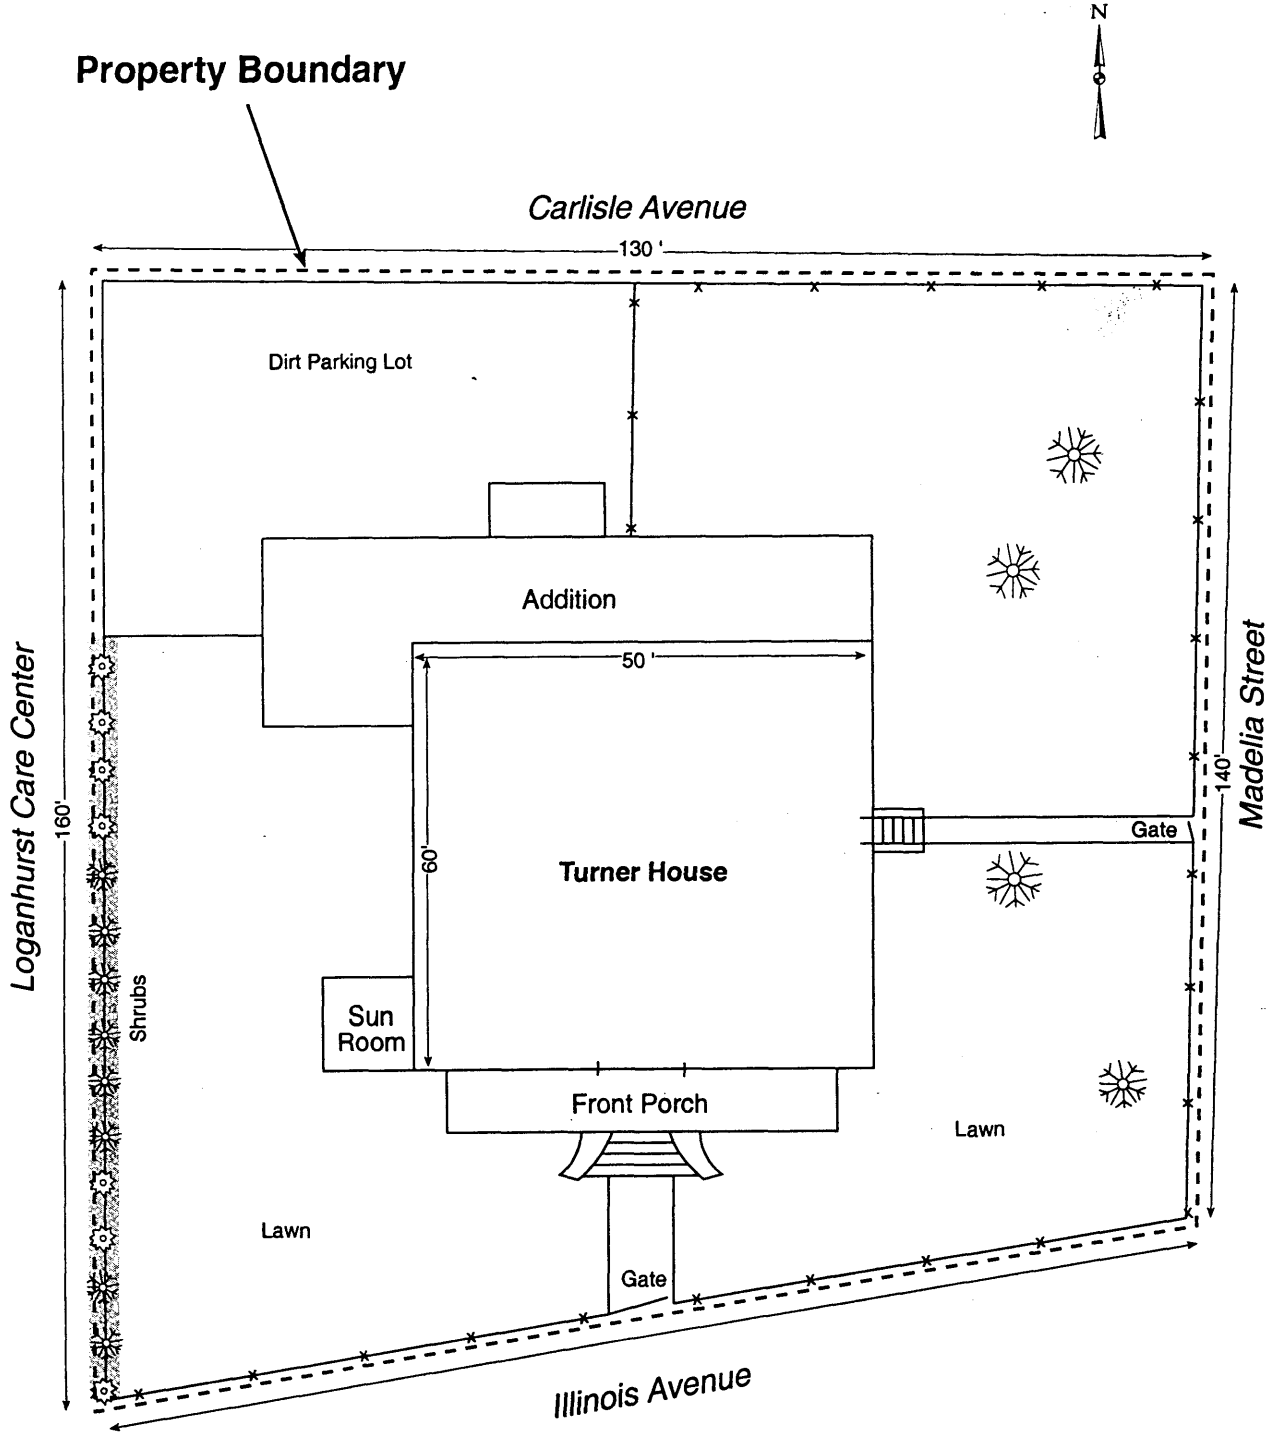 N
Property Boundary
Carlisle Avenue
130 '
Dirt Parking Lot
Addition
50 '
Loganhurst Care Center
160'
Madelia Street
140'
Gate
60'
Turner House
Shrubs
Sun
Room
Front Porch
Lawn
Lawn
Gate
Illinois Avenue